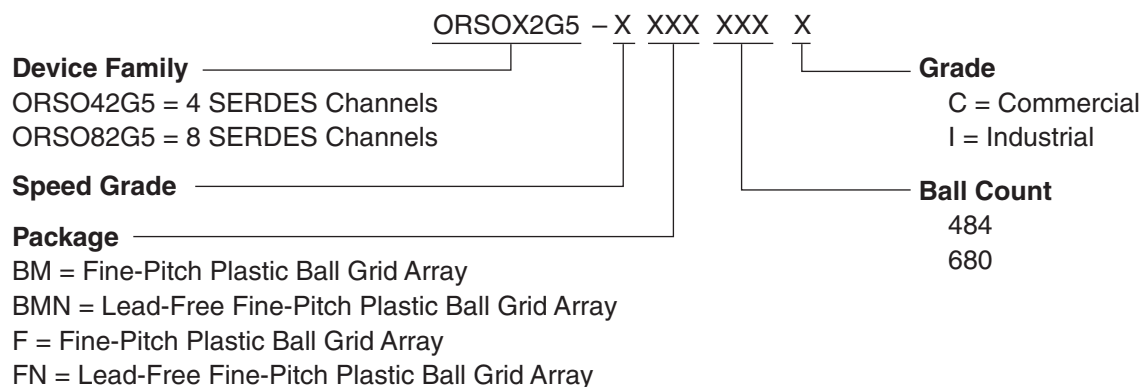 ORSOX2G5 – X XXX XXX X
Device Family
ORSO42G5 = 4 SERDES Channels
ORSO82G5 = 8 SERDES Channels
Speed Grade
Package
BM = Fine-Pitch Plastic Ball Grid Array
BMN = Lead-Free Fine-Pitch Plastic Ball Grid Array
F = Fine-Pitch Plastic Ball Grid Array
FN = Lead-Free Fine-Pitch Plastic Ball Grid Array
Grade
C = Commercial
I = Industrial
Ball Count
484
680